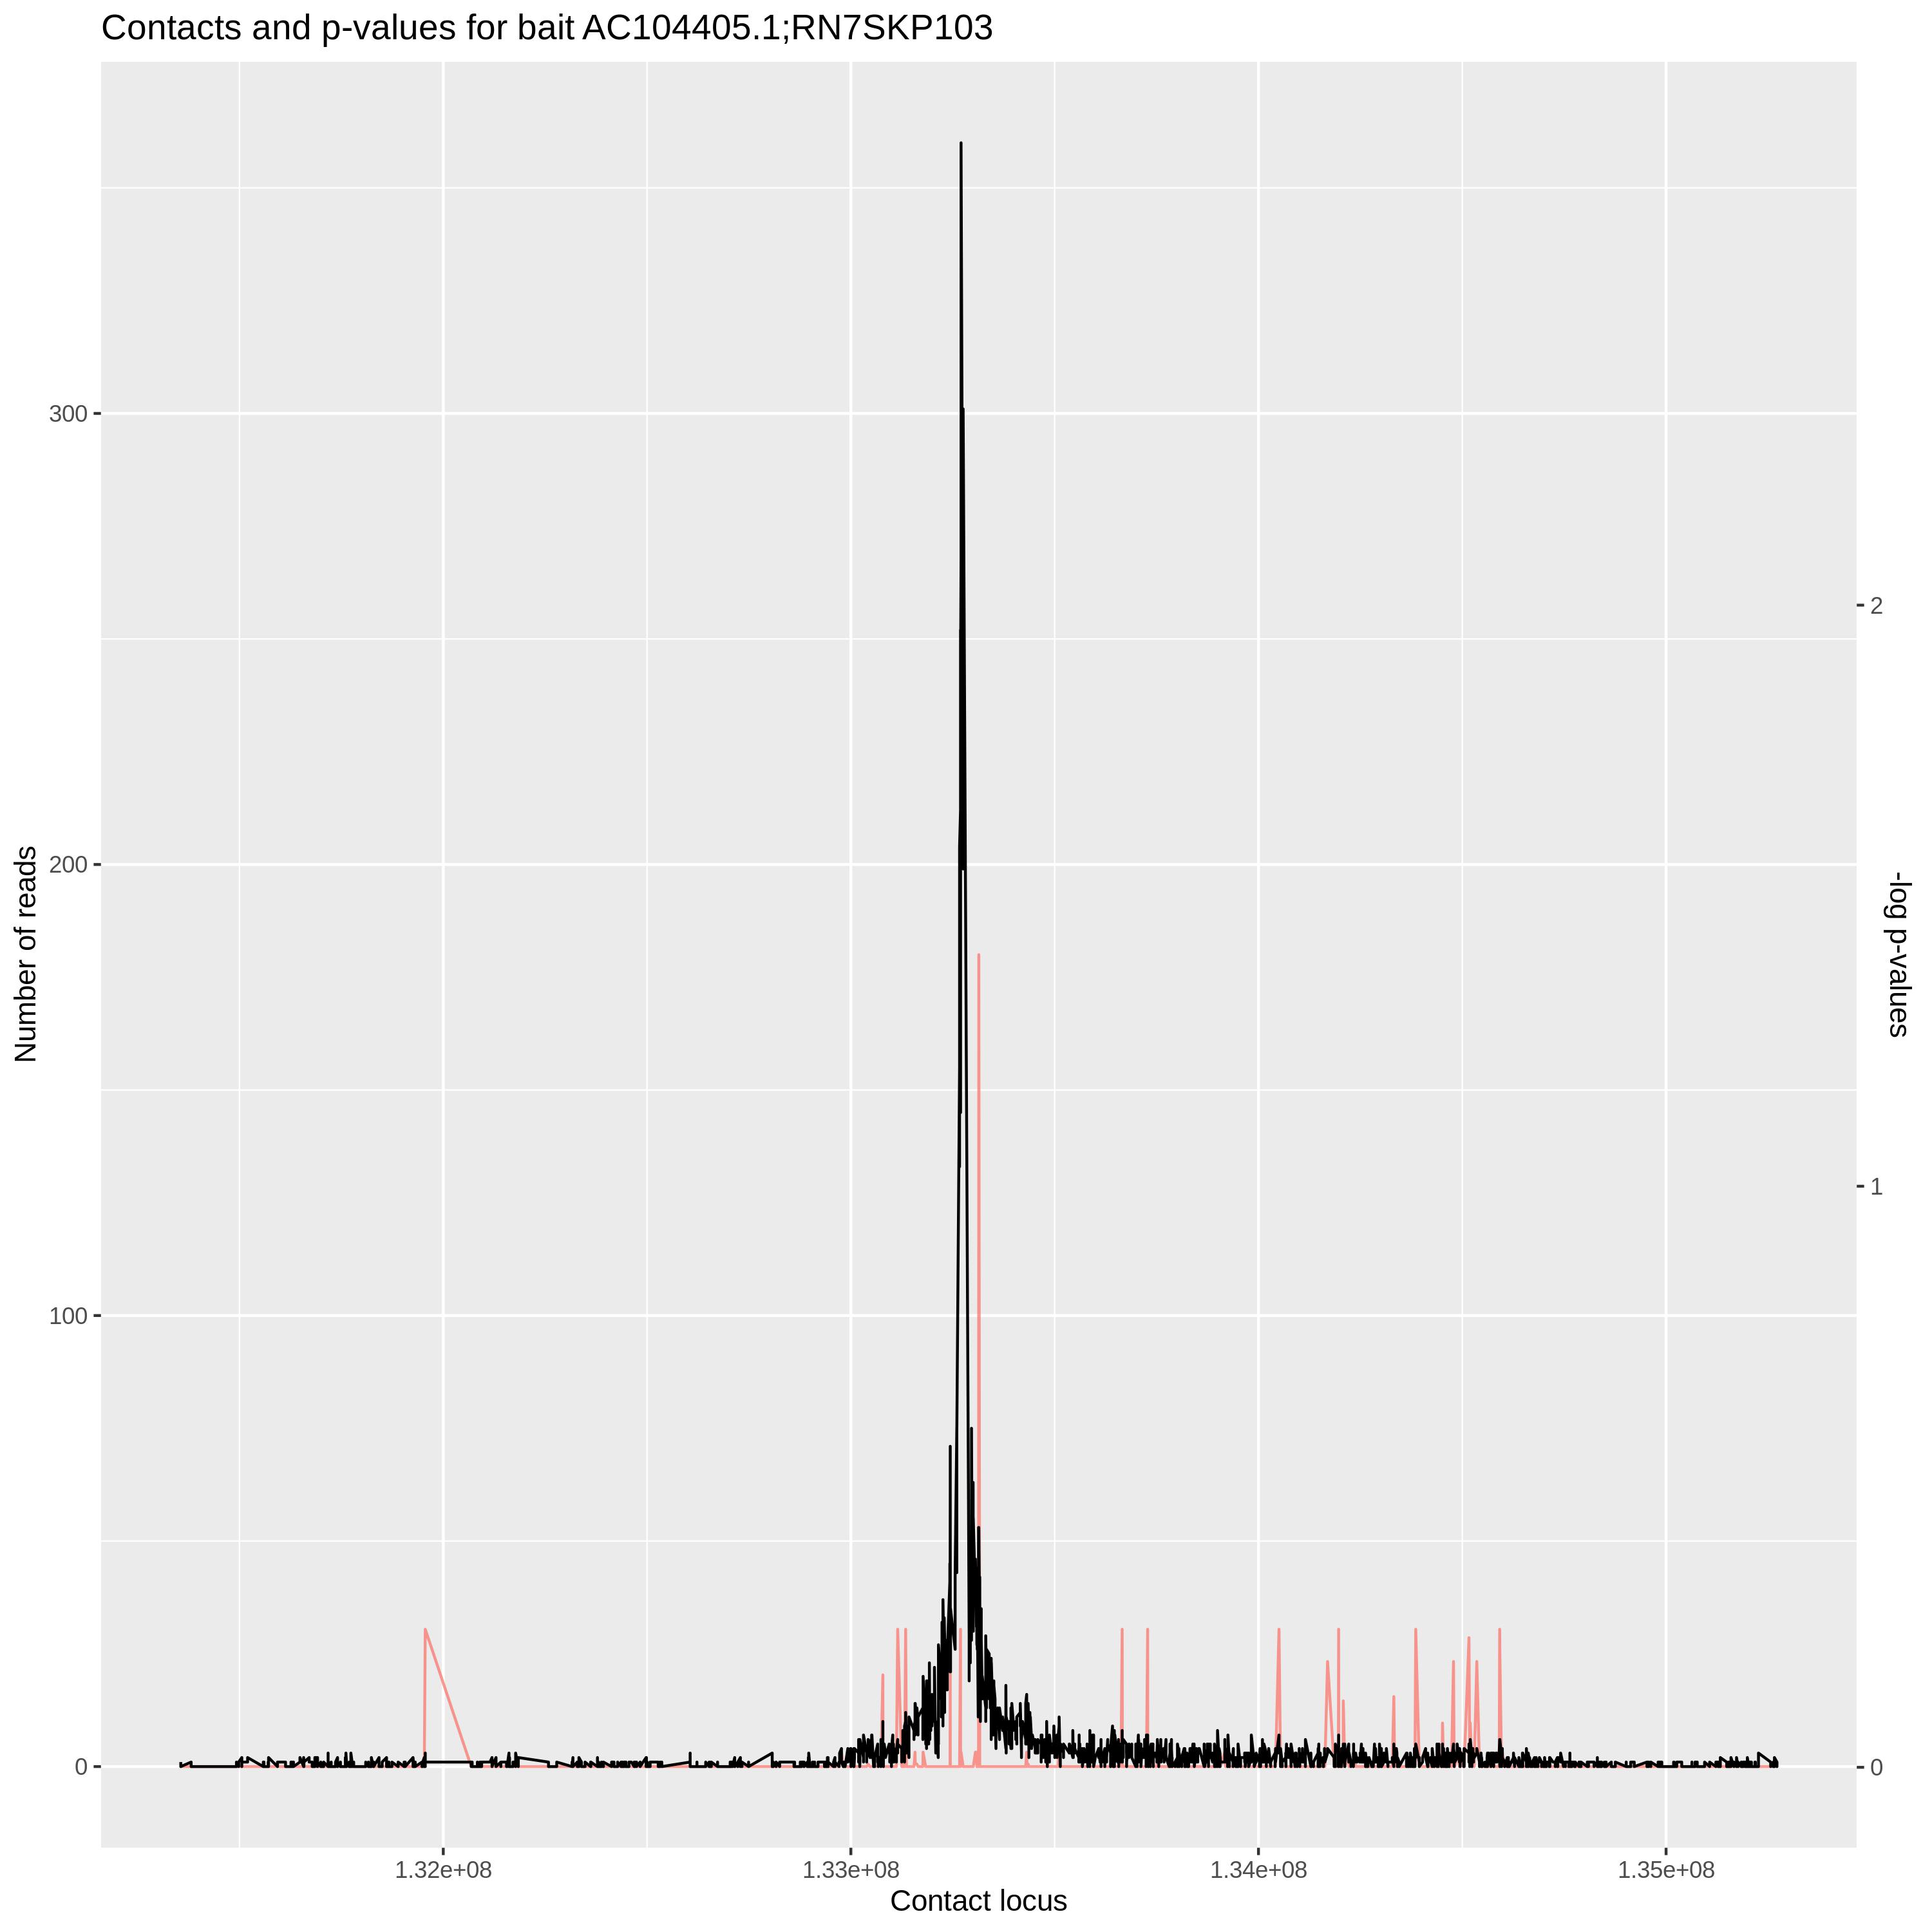 Contacts and p-values for bait AC104405.1;RN7SKP103
Number of reads
300
200
100
0
2
1
0
-log p-values
1.32e+08
1.33e+08
1.34e+08
1.35e+08
Contact locus